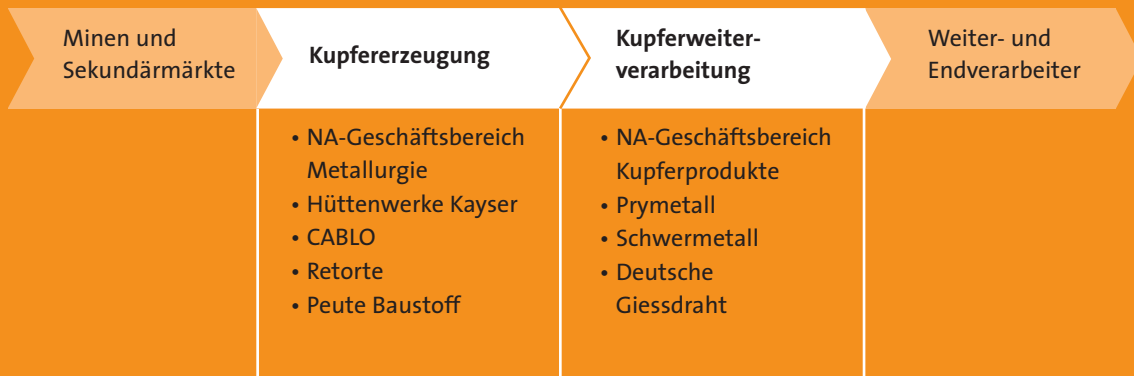 Minen und
Sekundärmärkte
Kupfererzeugung
Kupferweiter-
verarbeitung
Weiter- und
Endverarbeiter
• NA-Geschäftsbereich
Metallurgie
• Hüttenwerke Kayser
• CABLO
• Retorte
• Peute Baustoff
• NA-Geschäftsbereich
Kupferprodukte
• Prymetall
• Schwermetall
• Deutsche
Giessdraht